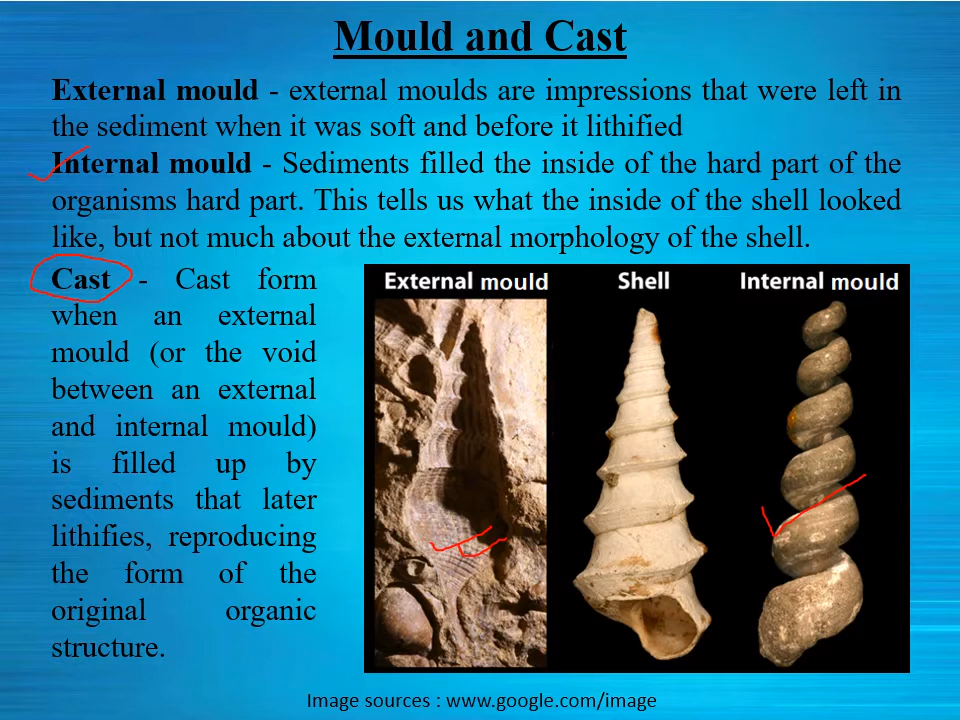 Mould and Cast
External mould - external moulds are impressions that were left in
the sediment when it was soft and before it lithified
Internal mould - Sediments filled the inside of the hard part of the
organisms hard part. This tells us what the inside of the shell looked
like, but not much about the external morphology of the shell.
Cast - Cast form
when an external
mould (or the void
between an external
and internal mould)
is filled up by
sediments that later
lithifies, reproducing
the form of the
original organic
structure.
External mould Shell Internal mould
Image sources : www.google.com/image